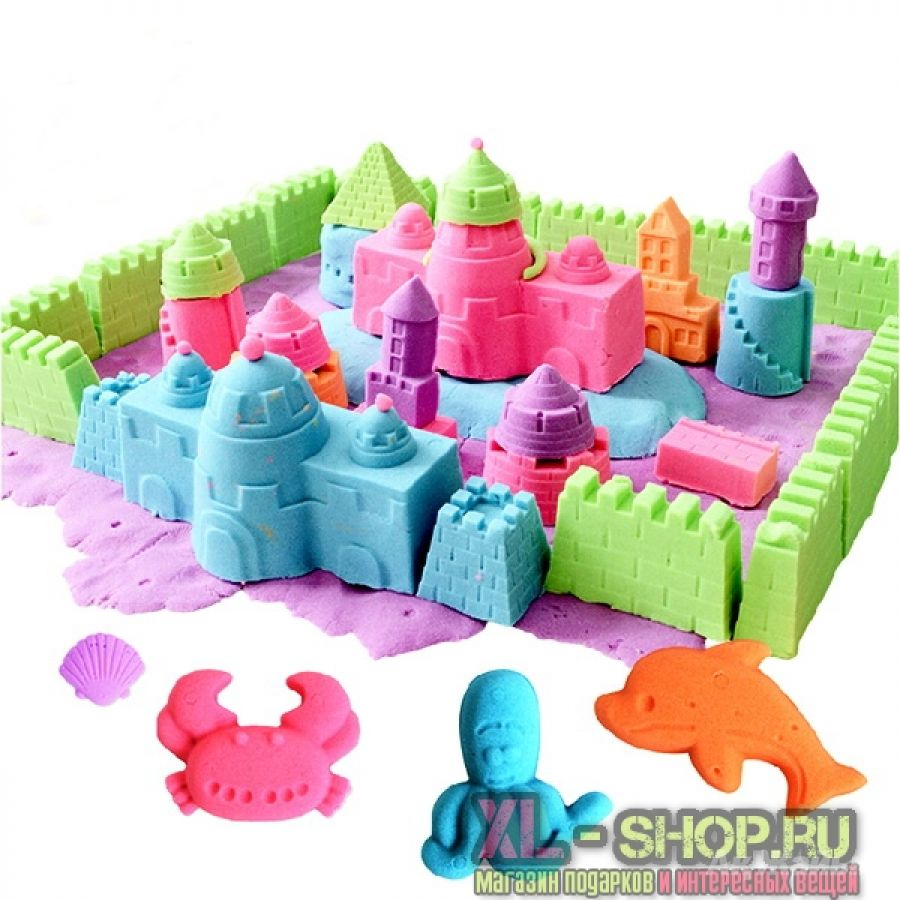 XL - SHOP.RU
Магазин подарков и интересных вещей